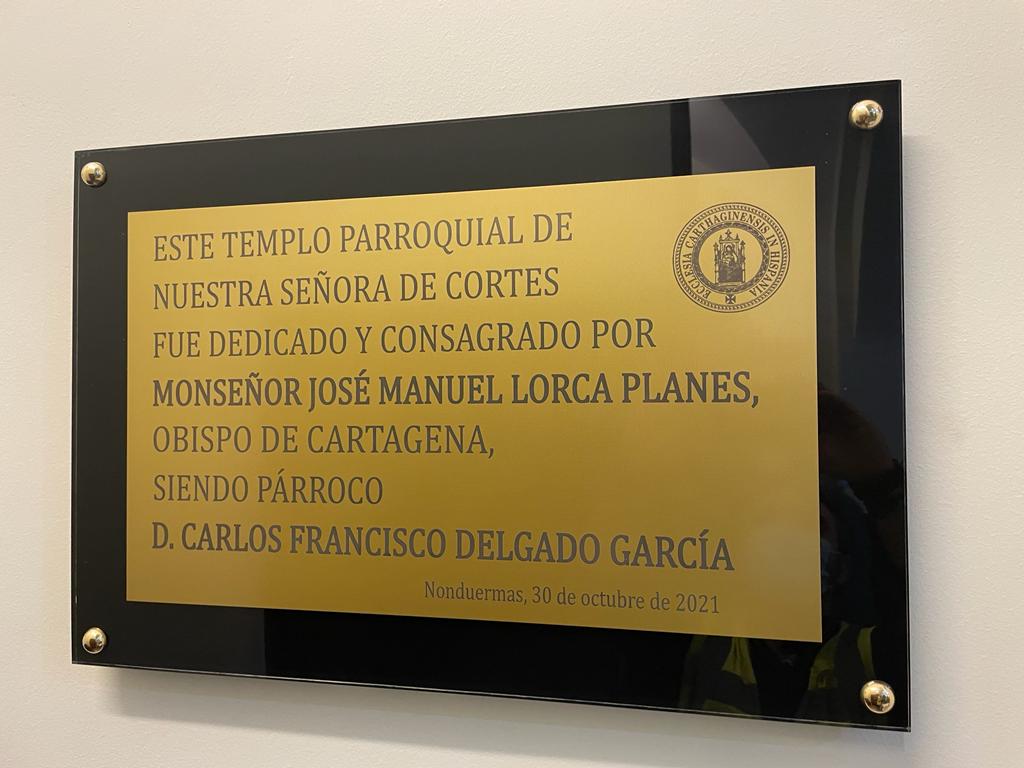 ESTE TEMPLO PARROQUIAL DE
NUESTRA SEÑORA DE CORTES
FUE DEDICADO Y CONSAGRADO POR
MONSEÑOR JOSÉ MANUEL LORCA PLANES,
OBISPO DE CARTAGENA,
SIENDO PÁRROCO
D. CARLOS FRANCISCO DELGADO GARCÍA
Nonduermas, 30 de octubre de 2021
ECCLESIA CARTHAGINENSIS IN HISPANIA